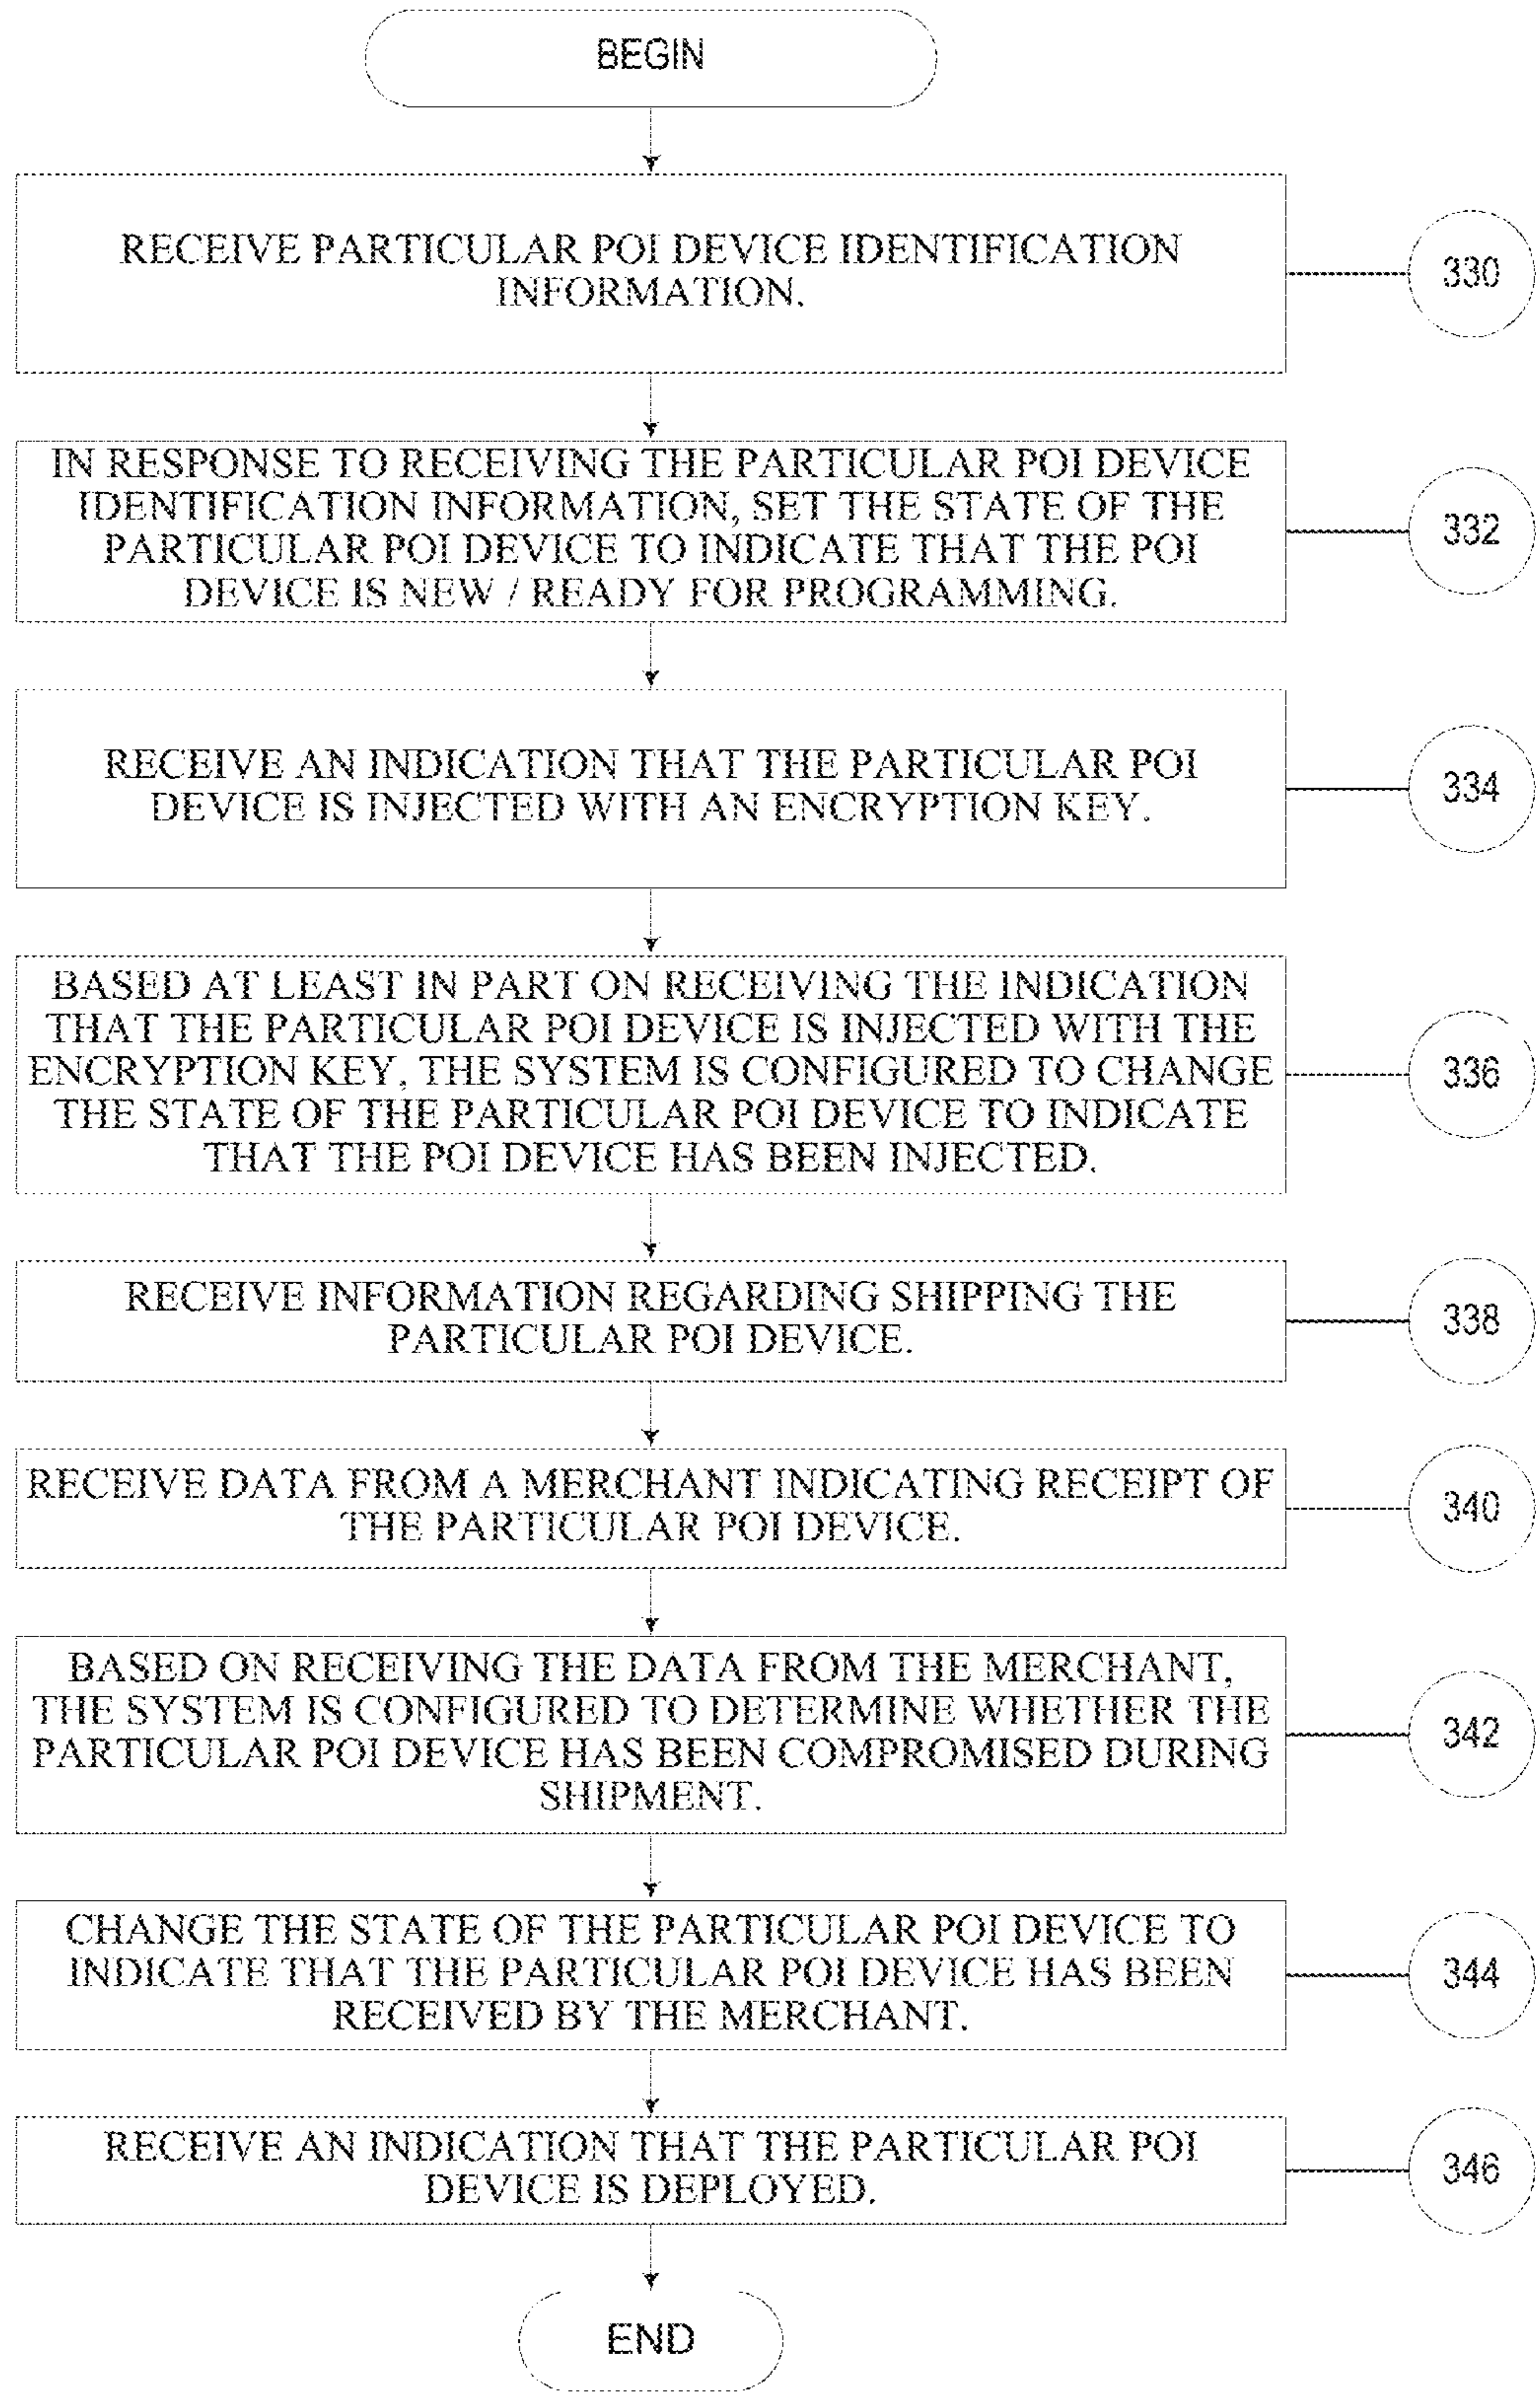 BEGIN
RECEIVE PARTICULAR POI DEVICE IDENTIFICATION
INFORMATION.
330
IN RESPONSE TO RECEIVING THE PARTICULAR POI DEVICE
IDENTIFICATION INFORMATION, SET THE STATE OF THE
PARTICULAR POI DEVICE TO INDICATE THAT THE POI
DEVICE IS NEW / READY FOR PROGRAMMING.
332
RECEIVE AN INDICATION THAT THE PARTICULAR POI
DEVICE IS INJECTED WITH AN ENCRYPTION KEY.
334
BASED AT LEAST IN PART ON RECEIVING THE INDICATION
THAT THE PARTICULAR POI DEVICE IS INJECTED WITH THE
ENCRYPTION KEY, THE SYSTEM IS CONFIGURED TO CHANGE
THE STATE OF THE PARTICULAR POI DEVICE TO INDICATE
THAT THE POI DEVICE HAS BEEN INJECTED.
336
RECEIVE INFORMATION REGARDING SHIPPING THE
PARTICULAR POI DEVICE.
338
RECEIVE DATA FROM A MERCHANT INDICATING RECEIPT OF
THE PARTICULAR POI DEVICE.
340
BASED ON RECEIVING THE DATA FROM THE MERCHANT,
THE SYSTEM IS CONFIGURED TO DETERMINE WHETHER THE
PARTICULAR POI DEVICE HAS BEEN COMPROMISED DURING
SHIPMENT.
342
CHANGE THE STATE OF THE PARTICULAR POI DEVICE TO
INDICATE THAT THE PARTICULAR POI DEVICE HAS BEEN
RECEIVED BY THE MERCHANT.
344
RECEIVE AN INDICATION THAT THE PARTICULAR POI
DEVICE IS DEPLOYED.
346
END